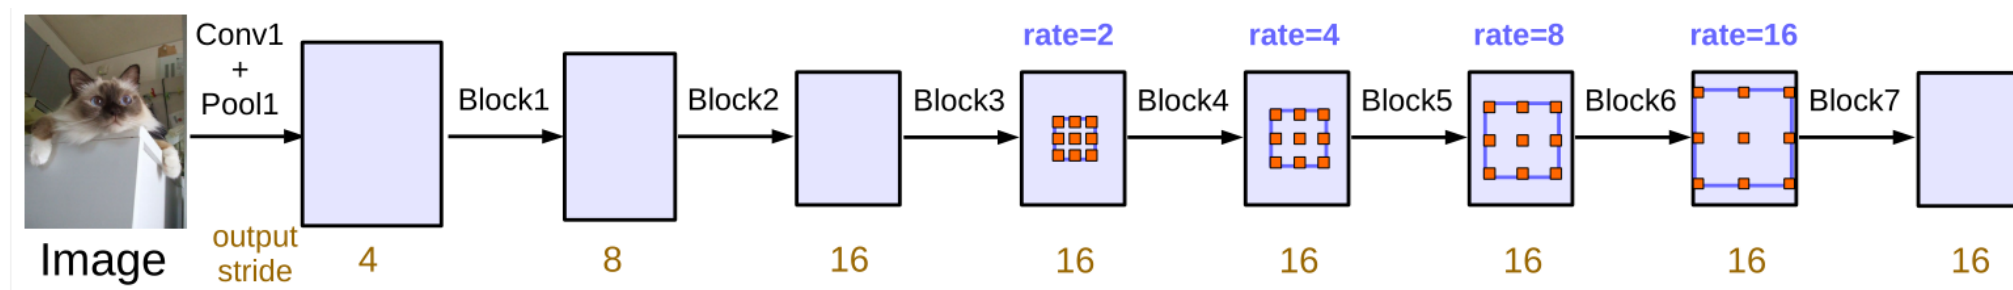 Conv1
+
Pool1
Block1
Block2
Block3
Block4
Block5
Block6
Block7
rate=2
rate=4
rate=8
rate=16
Image
output
stride
4
8
16
16
16
16
16
16